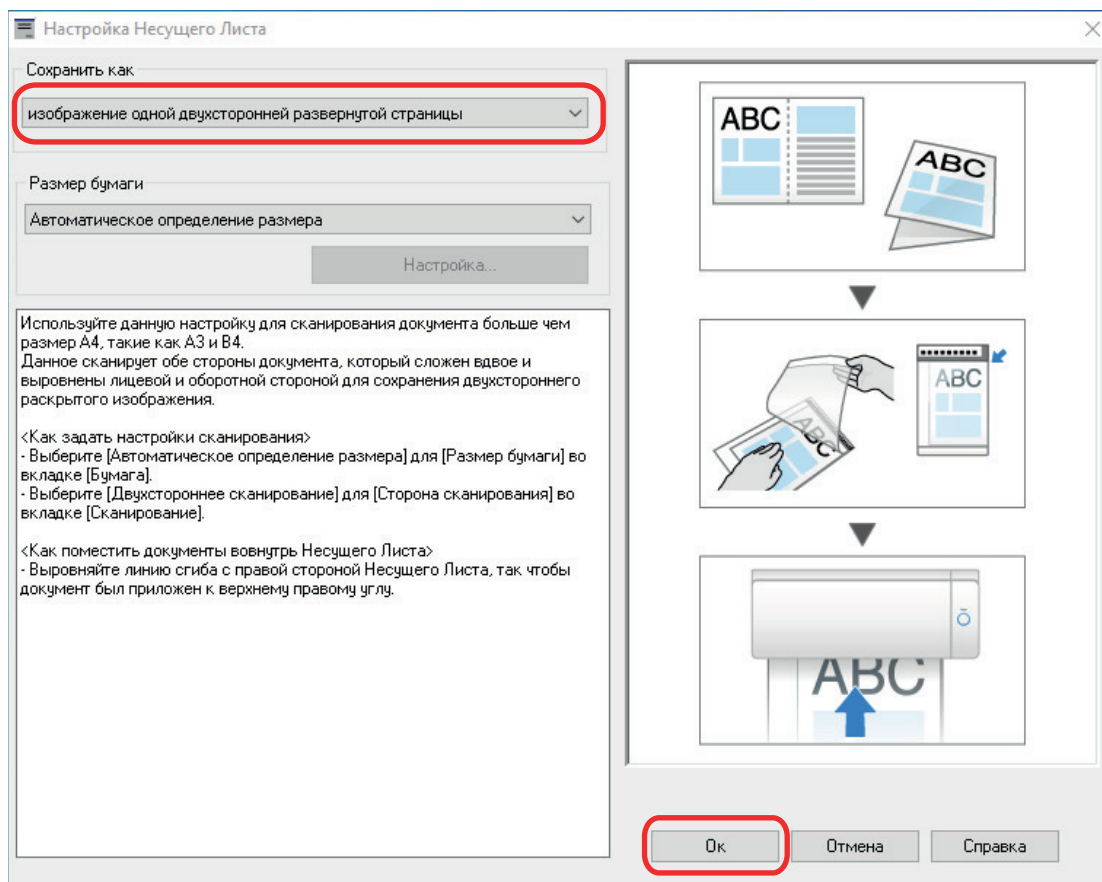 Настройка Несущего Листа
Сохранить как
изображение одной двухсторонней развернутой страницы
Размер бумаги
Автоматическое определение размера
Настройка...
Используйте данную настройку для сканирования документа больше чем
размер А4, такие как А3 и В4.
Данное сканирует обе стороны документа, который сложен вдвое и
выровнены лицевой и оборотной стороной для сохранения двухстороннего
раскрытого изображения.
<Как задать настройки сканирования>
- Выберите [Автоматическое определение размера] для [Размер бумаги] во
вкладке [Бумага].
- Выберите [Двухстороннее сканирование] для [Сторона сканирования] во
вкладке [Сканирование].
<Как поместить документы вовнутрь Несущего Листа>
- Выровняйте линию сгиба с правой стороной Несущего Листа, так чтобы
документ был приложен к верхнему правому углу.
ABC
ABC
ABC
ABC
ABC
Ок
Отмена
Справка